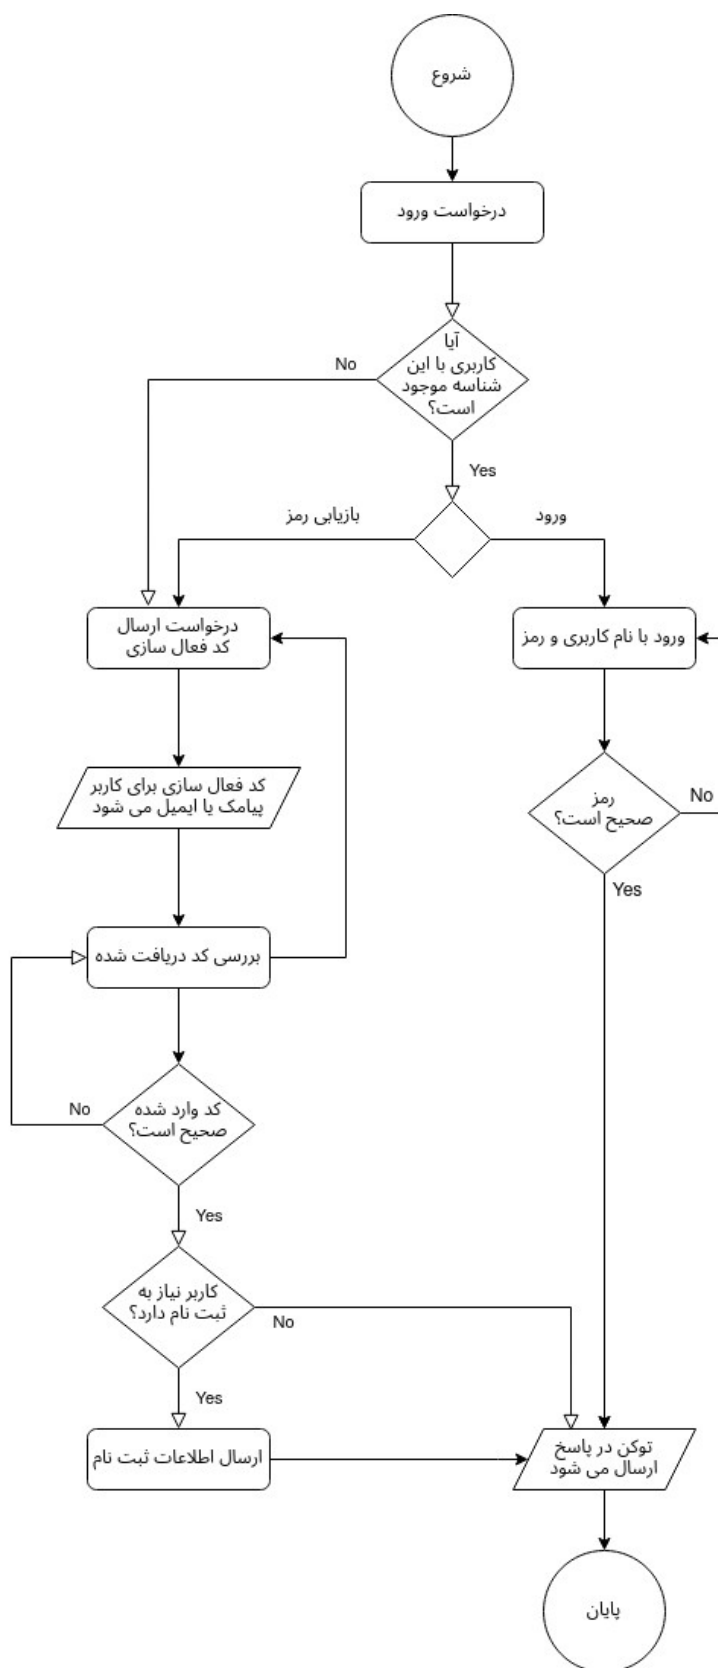 شروع
درخواست ورود
آیا
کاربری با این
شناسه موجود
است؟
No
Yes
بازیابی رمز
ورود
درخواست ارسال
کد فعال سازی
ورود با نام کاربری و رمز
کد فعال سازی برای کاربر
پیامک یا ایمیل می شود
رمز
صحیح است؟
No
Yes
بررسی کد دریافت شده
کد وارد شده
صحیح است؟
No
Yes
کاربر نیاز به
ثبت نام دارد؟
No
Yes
ارسال اطلاعات ثبت نام
توکن در پاسخ
ارسال می شود
پایان